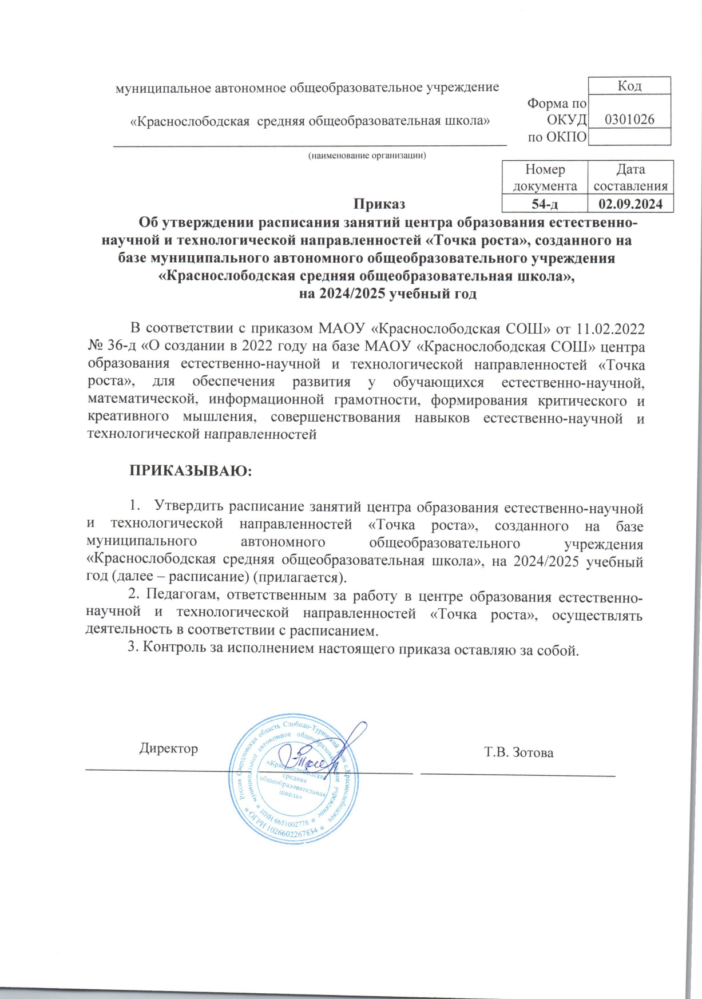 муниципальное автономное общеобразовательное учреждение
«Краснослободская средняя общеобразовательная школа»
(наименование организации)
Код
Форма по
ОКУД 0301026
по ОКПО
Номер документа Дата составления
54-д 02.09.2024
Приказ
Об утверждении расписания занятий центра образования естественно-
научной и технологической направленностей «Точка роста», созданного на
базе муниципального автономного общеобразовательного учреждения
«Краснослободская средняя общеобразовательная школа»,
на 2024/2025 учебный год
В соответствии с приказом МАОУ «Краснослободская СОШ» от 11.02.2022
№ 36-д «О создании в 2022 году на базе МАОУ «Краснослободская СОШ» центра
образования естественно-научной и технологической направленностей «Точка
роста», для обеспечения развития у обучающихся естественно-научной,
математической, информационной грамотности, формирования критического и
креативного мышления, совершенствования навыков естественно-научной и
технологической направленностей
ПРИКАЗЫВАЮ:
1. Утвердить расписание занятий центра образования естественно-научной
и технологической направленностей «Точка роста», созданного на базе
муниципального автономного общеобразовательного учреждения
«Краснослободская средняя общеобразовательная школа», на 2024/2025 учебный
год (далее – расписание) (прилагается).
2. Педагогам, ответственным за работу в центре образования естественно-
научной и технологической направленностей «Точка роста», осуществлять
деятельность в соответствии с расписанием.
3. Контроль за исполнением настоящего приказа оставляю за собой.
Директор
Т.В. Зотова
Россия Свердловская область Слободо-Туринский с.Краснослободское
* ОГРН 1026602267834 *
муниципальное автономное общеобразовательное учреждение
* ИНН 6651002778 *
«Краснослободская
средняя
общеобразовательная
школа»